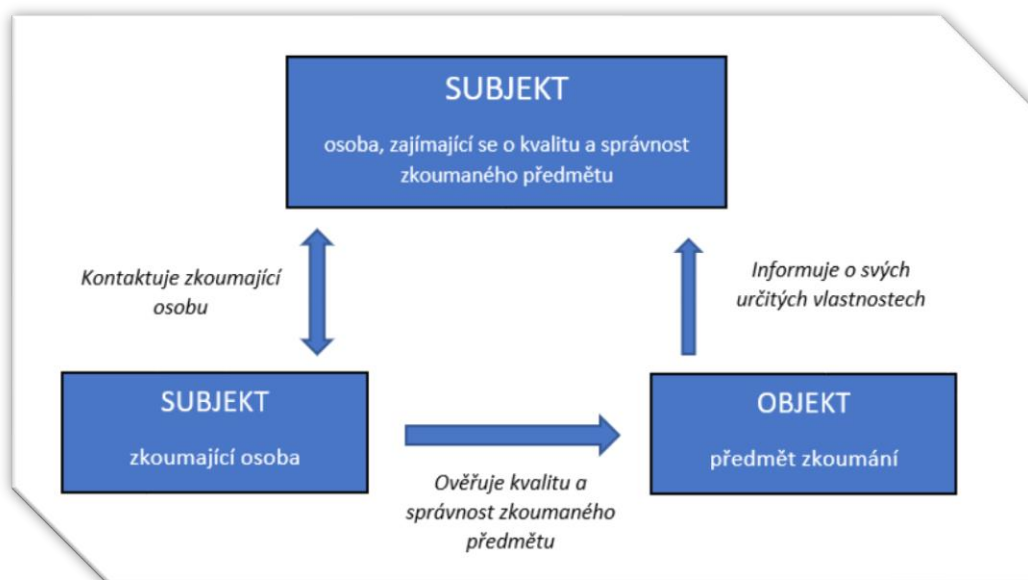 SUBJEKT
osoba, zajímající se o kvalitu a správnost
zkoumaného předmětu
Kontaktuje zkoumající
osobu
Informuje o svých
určitých vlastnostech
SUBJEKT
zkoumající osoba
OBJEKT
předmět zkoumání
Ověřuje kvalitu a
správnost zkoumaného
předmětu